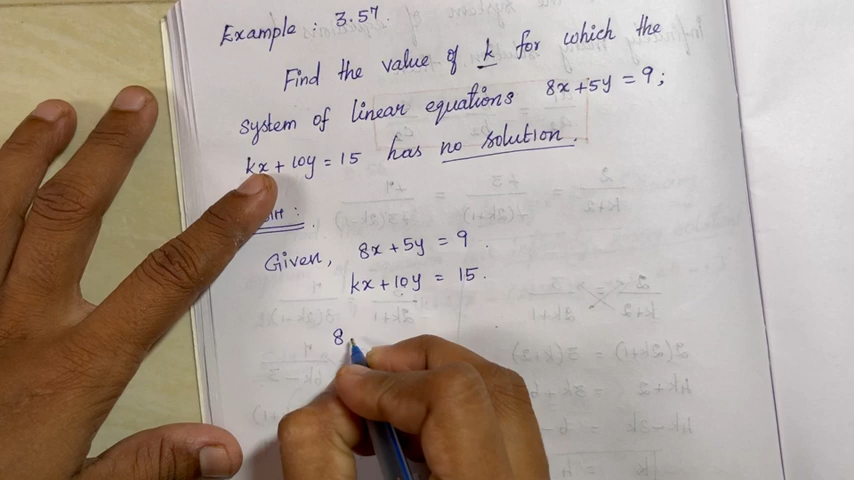 Example : 3.57.
Find the value of k for which the
system of linear equations 8x+5y = 9;
kx+10y = 15 has no solution.
Given, 8x+5y = 9.
kx+10y = 15.
8